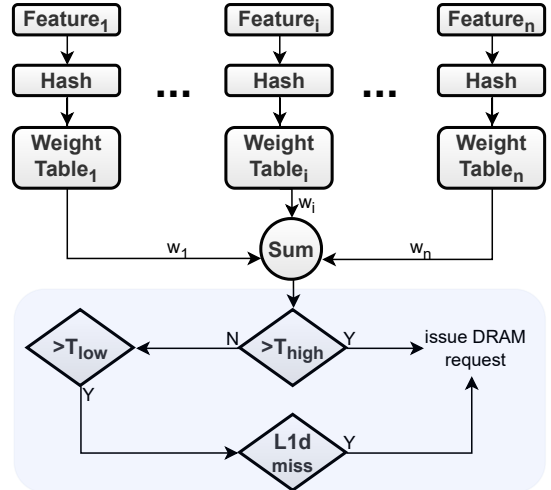 Feature1 Featurei Featuren
Hash ... Hash ... Hash
Weight Weight Weight
Table1 Tablei Tablen
wi
w1 Sum wn
>Tlow N >Thigh Y issue DRAM
request
Y
L1d Y
miss